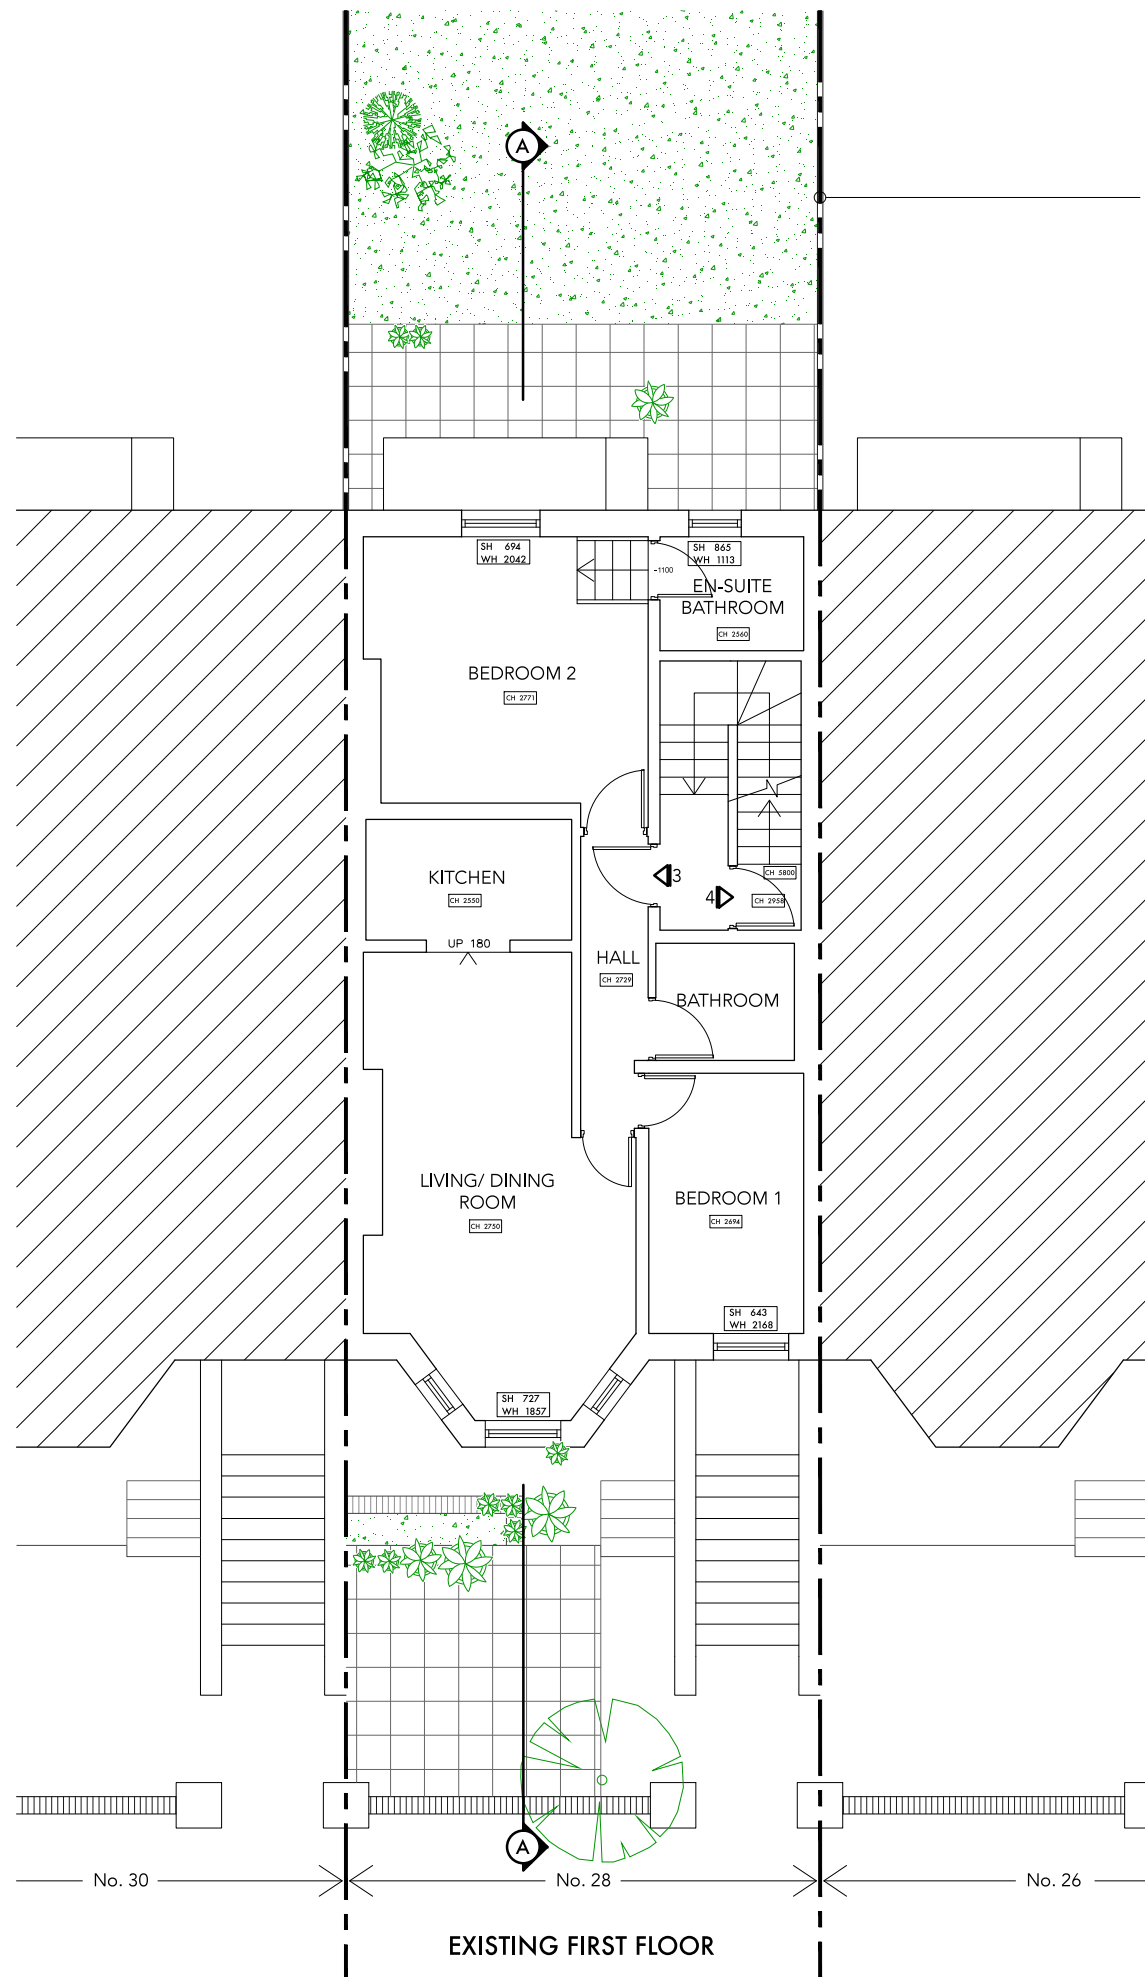 A
SH 694
WH 2042
SH 865
WH 1113
-1100
EN-SUITE
BATHROOM
CH 2560
BEDROOM 2
CH 2771
KITCHEN
CH 2550
3
CH 5800
4
CH 2958
UP 180
HALL
CH 2729
BATHROOM
LIVING/ DINING
ROOM
CH 2750
BEDROOM 1
CH 2694
SH 643
WH 2168
SH 727
WH 1857
A
No. 30
No. 28
No. 26
EXISTING FIRST FLOOR